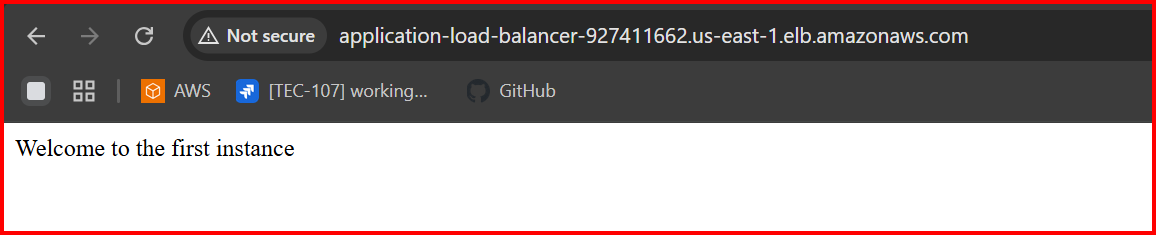 Not secure application-load-balancer-927411662.us-east-1.elb.amazonaws.com
AWS [TEC-107] working... GitHub
Welcome to the first instance